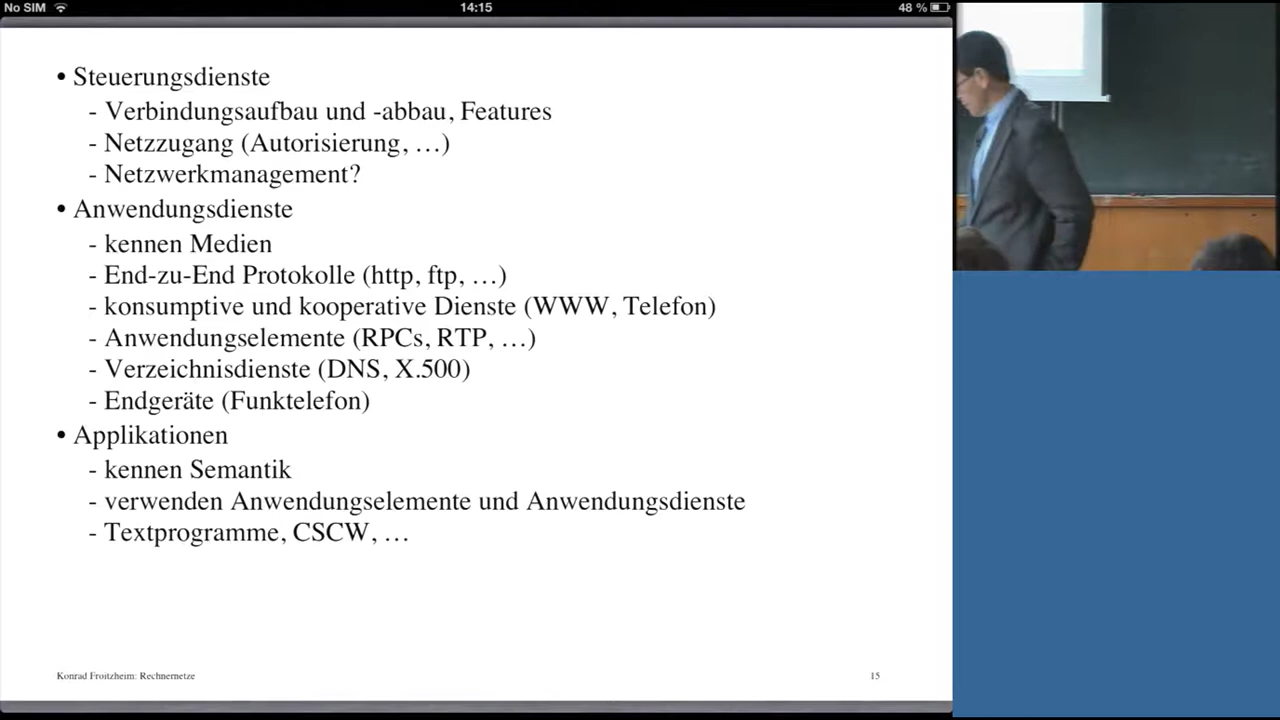 No SIM 14:15 48 %
• Steuerungsdienste
- Verbindungsaufbau und -abbau, Features
- Netzzugang (Autorisierung, …)
- Netzwerkmanagement?
• Anwendungsdienste
- kennen Medien
- End-zu-End Protokolle (http, ftp, …)
- konsumptive und kooperative Dienste (WWW, Telefon)
- Anwendungselemente (RPCs, RTP, …)
- Verzeichnisdienste (DNS, X.500)
- Endgeräte (Funktelefon)
• Applikationen
- kennen Semantik
- verwenden Anwendungselemente und Anwendungsdienste
- Textprogramme, CSCW, …
Konrad Froitzheim: Rechnernetze 15